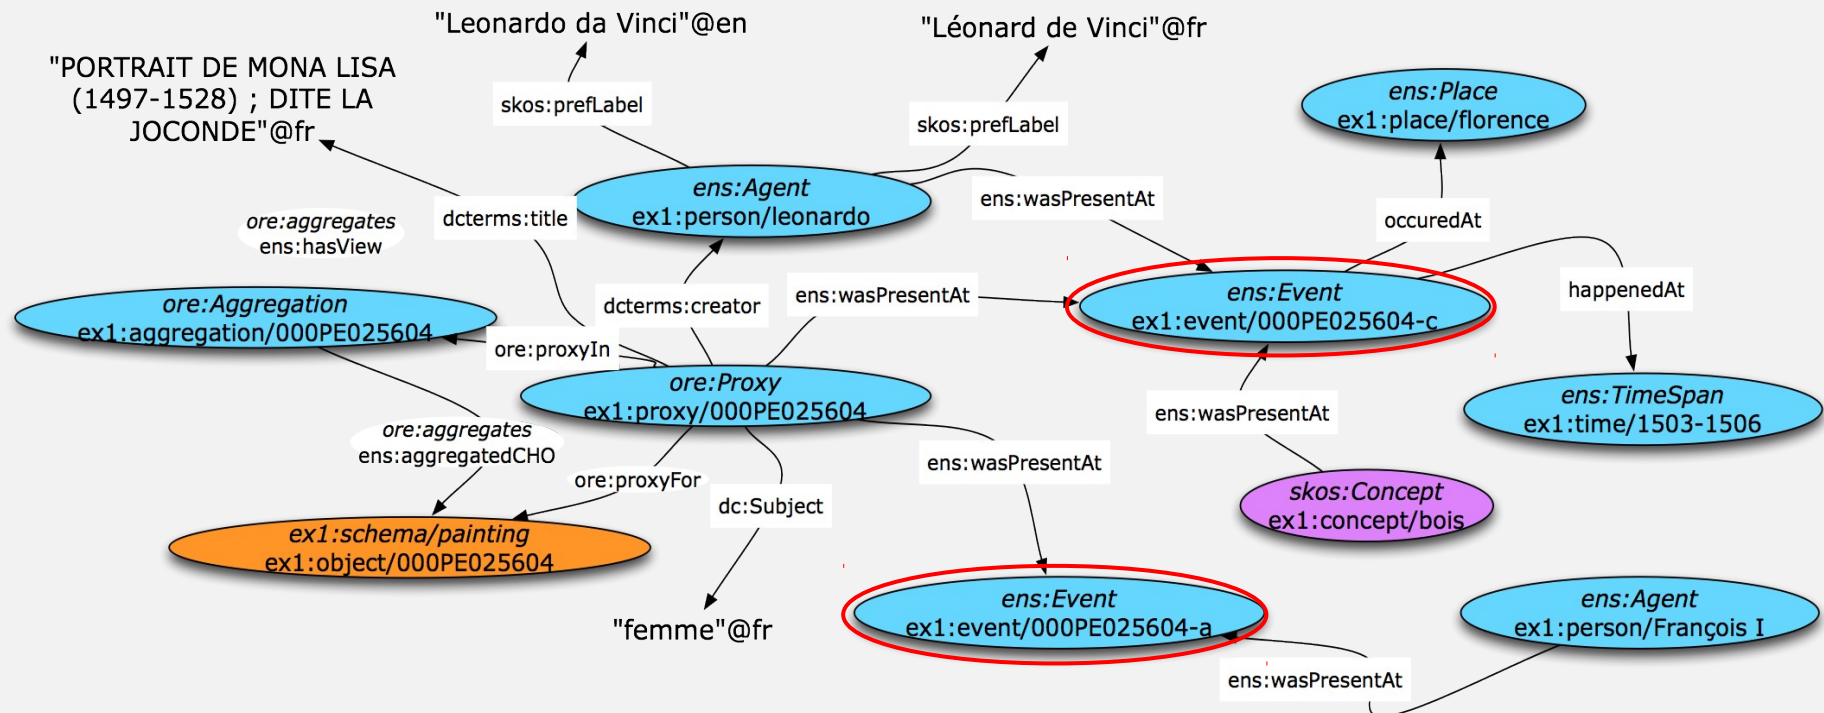 "Leonardo da Vinci"@en
"Léonard de Vinci"@fr
"PORTRAIT DE MONA LISA
(1497-1528) ; DITE LA
JOCONDE"@fr
skos:prefLabel
skos:prefLabel
ens:Place
ex1:place/florence
ens:Agent
ex1:person/leonardo
ens:wasPresentAt
occuredAt
ore:aggregates
ens:hasView
dcterms:title
ore:Aggregation
ex1:aggregation/000PE025604
dcterms:creator
ens:wasPresentAt
ens:Event
ex1:event/000PE025604-c
happenedAt
ore:proxyIn
ore:Proxy
ex1:proxy/000PE025604
ens:wasPresentAt
ens:TimeSpan
ex1:time/1503-1506
ore:aggregates
ens:aggregatedCHO
ore:proxyFor
dc:Subject
ens:wasPresentAt
skos:Concept
ex1:concept/bois
ex1:schema/painting
ex1:object/000PE025604
"femme"@fr
ens:Event
ex1:event/000PE025604-a
ens:Agent
ex1:person/François I
ens:wasPresentAt